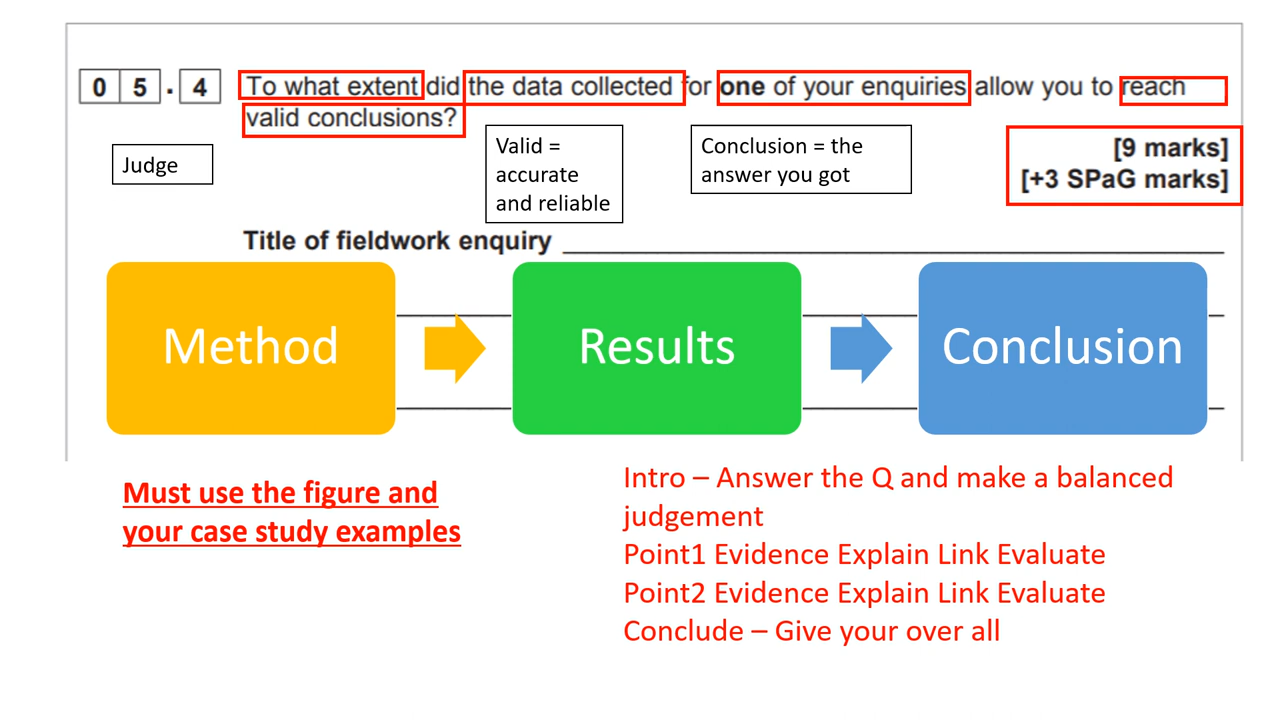 0 5 . 4 To what extent did the data collected for one of your enquiries allow you to reach
valid conclusions?
Judge
Valid =
accurate
and reliable
Conclusion = the
answer you got
[9 marks]
[+3 SPaG marks]
Title of fieldwork enquiry
Method
Results
Conclusion
Must use the figure and
your case study examples
Intro – Answer the Q and make a balanced
judgement
Point1 Evidence Explain Link Evaluate
Point2 Evidence Explain Link Evaluate
Conclude – Give your over all